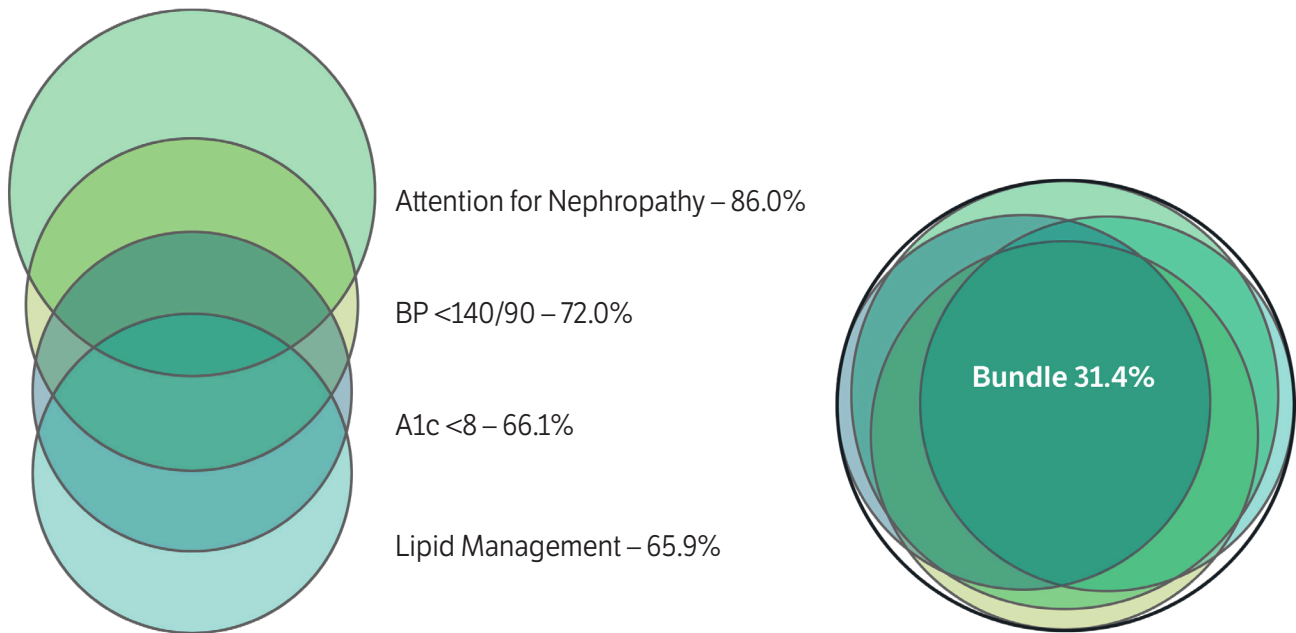 Attention for Nephropathy – 86.0%
BP <140/90 – 72.0%
A1c <8 – 66.1%
Lipid Management – 65.9%
Bundle 31.4%